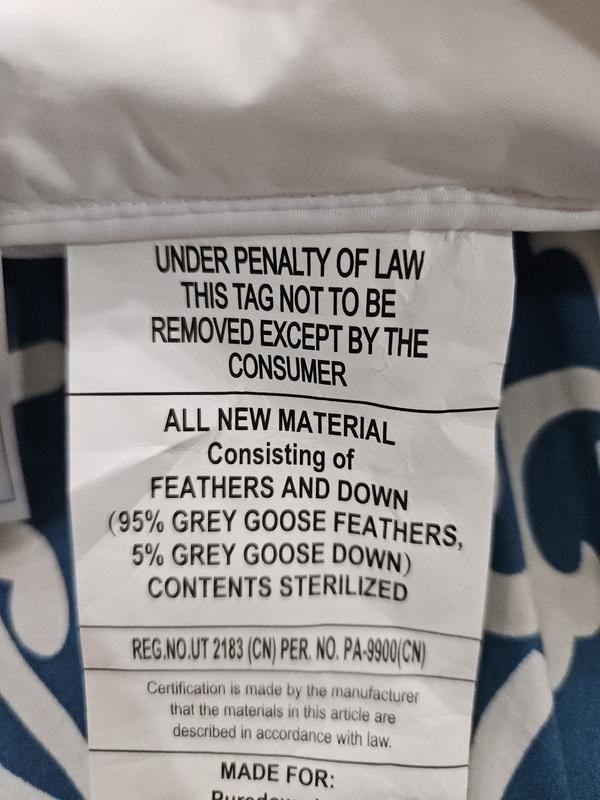 UNDER PENALTY OF LAW
THIS TAG NOT TO BE
REMOVED EXCEPT BY THE
CONSUMER
ALL NEW MATERIAL
Consisting of
FEATHERS AND DOWN
(95% GREY GOOSE FEATHERS,
5% GREY GOOSE DOWN)
CONTENTS STERILIZED
REG.NO.UT 2183 (CN) PER. NO. PA-9900(CN)
Certification is made by the manufacturer
that the materials in this article are
described in accordance with law.
MADE FOR: